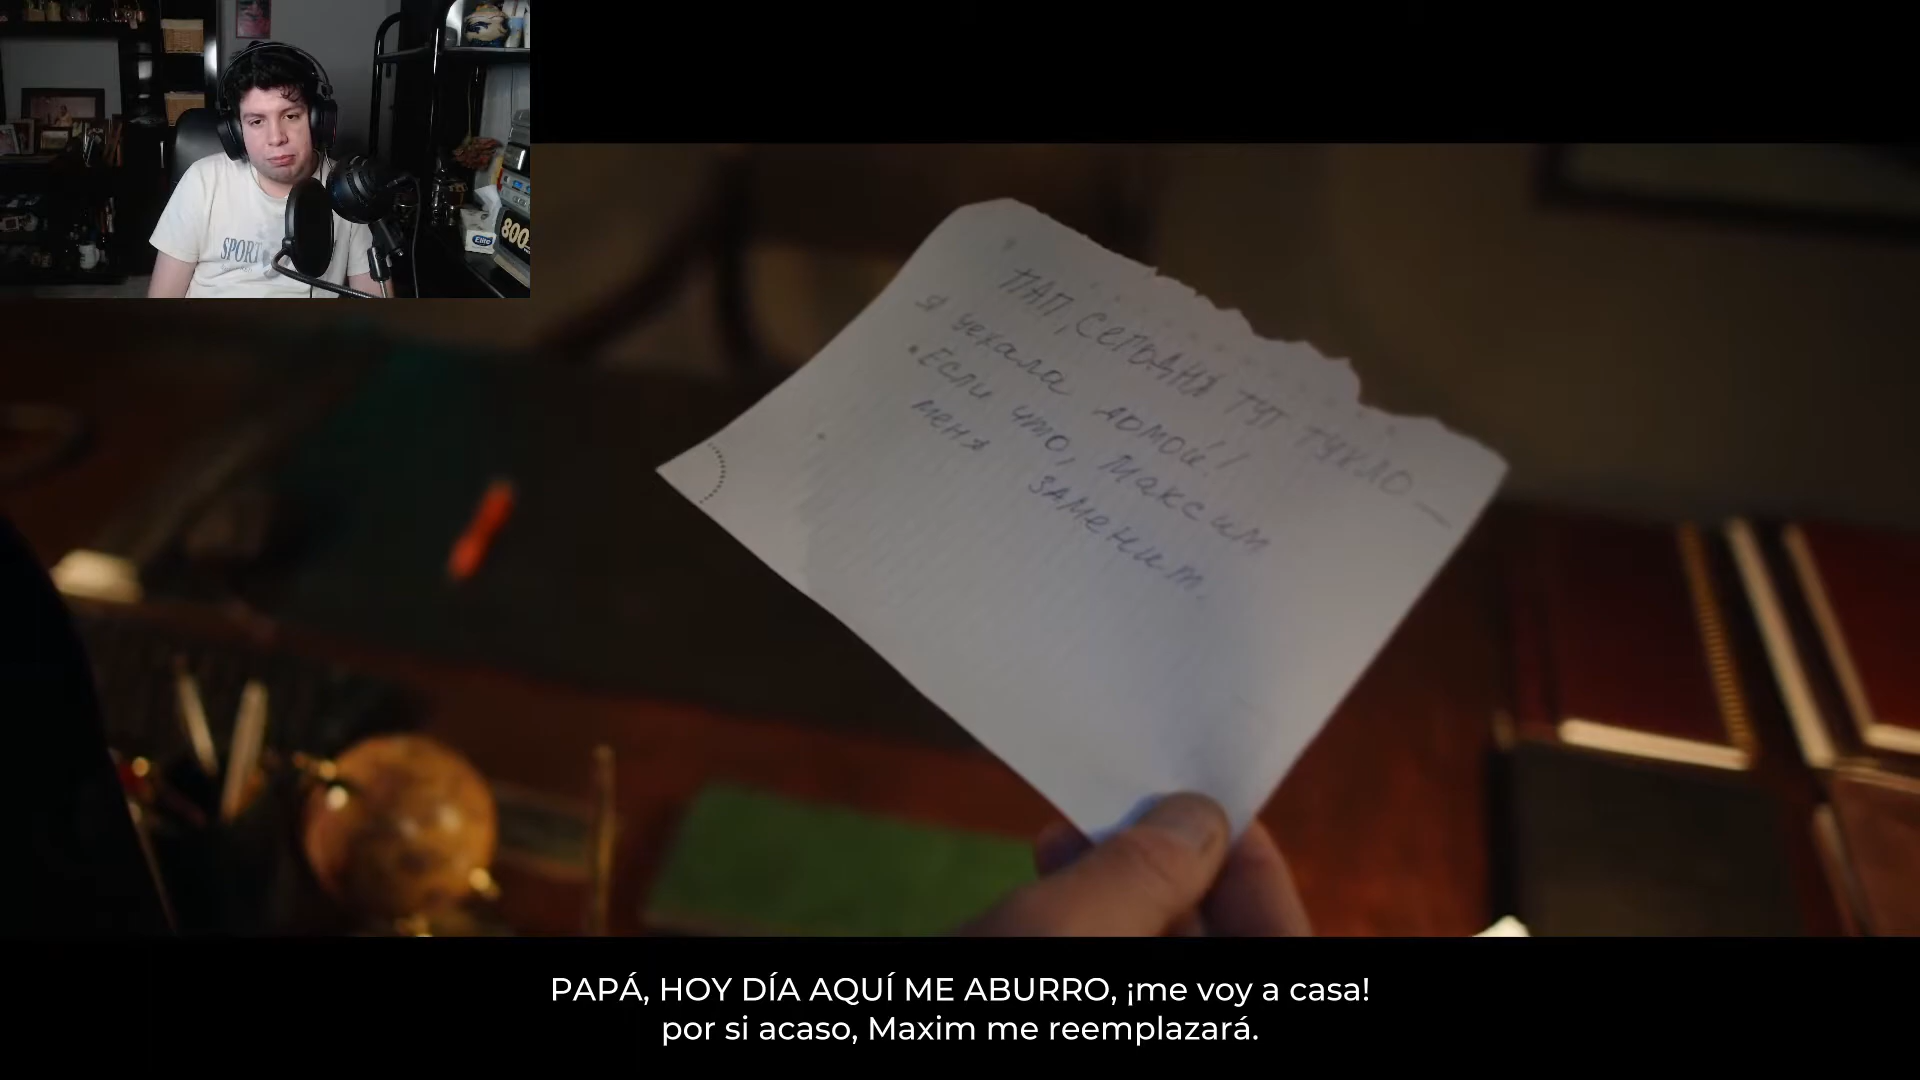 SPORT
800
Elite
ПАП, СЕГОДНЯ ТУТ ТУХЛО —
я уехала домой!
Если что, Максим
меня заменит.
PAPÁ, HOY DÍA AQUÍ ME ABURRO, ¡me voy a casa!
por si acaso, Maxim me reemplazará.